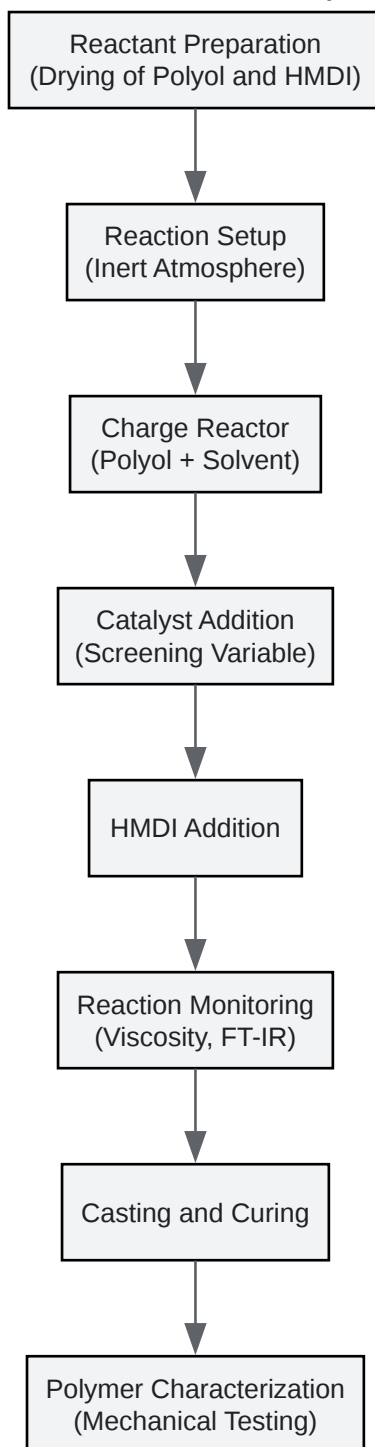 Reactant Preparation
(Drying of Polyol and HMDI)
Reaction Setup
(Inert Atmosphere)
Charge Reactor
(Polyol + Solvent)
Catalyst Addition
(Screening Variable)
HMDI Addition
Reaction Monitoring
(Viscosity, FT-IR)
Casting and Curing
Polymer Characterization
(Mechanical Testing)